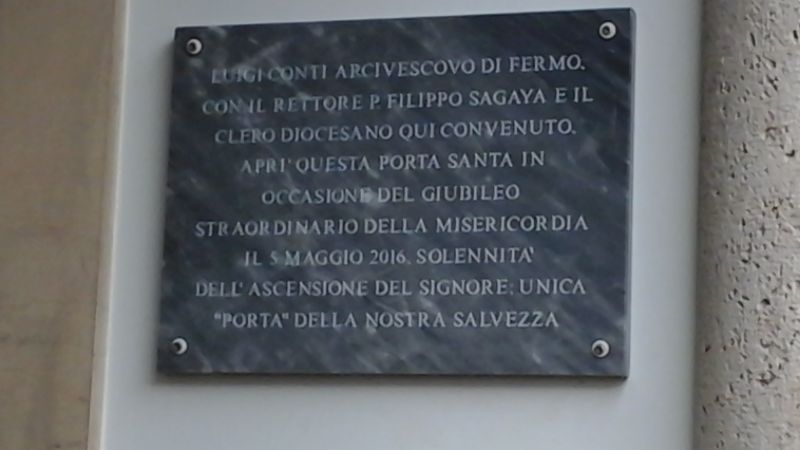 LUIGI CONTI ARCIVESCOVO DI FERMO,
CON IL RETTORE P. FILIPPO SAGAYA E IL
CLERO DIOCESANO QUI CONVENUTO,
APRI' QUESTA PORTA SANTA IN
OCCASIONE DEL GIUBILEO
STRAORDINARIO DELLA MISERICORDIA
IL 5 MAGGIO 2016, SOLENNITA'
DELL' ASCENSIONE DEL SIGNORE: UNICA
"PORTA" DELLA NOSTRA SALVEZZA